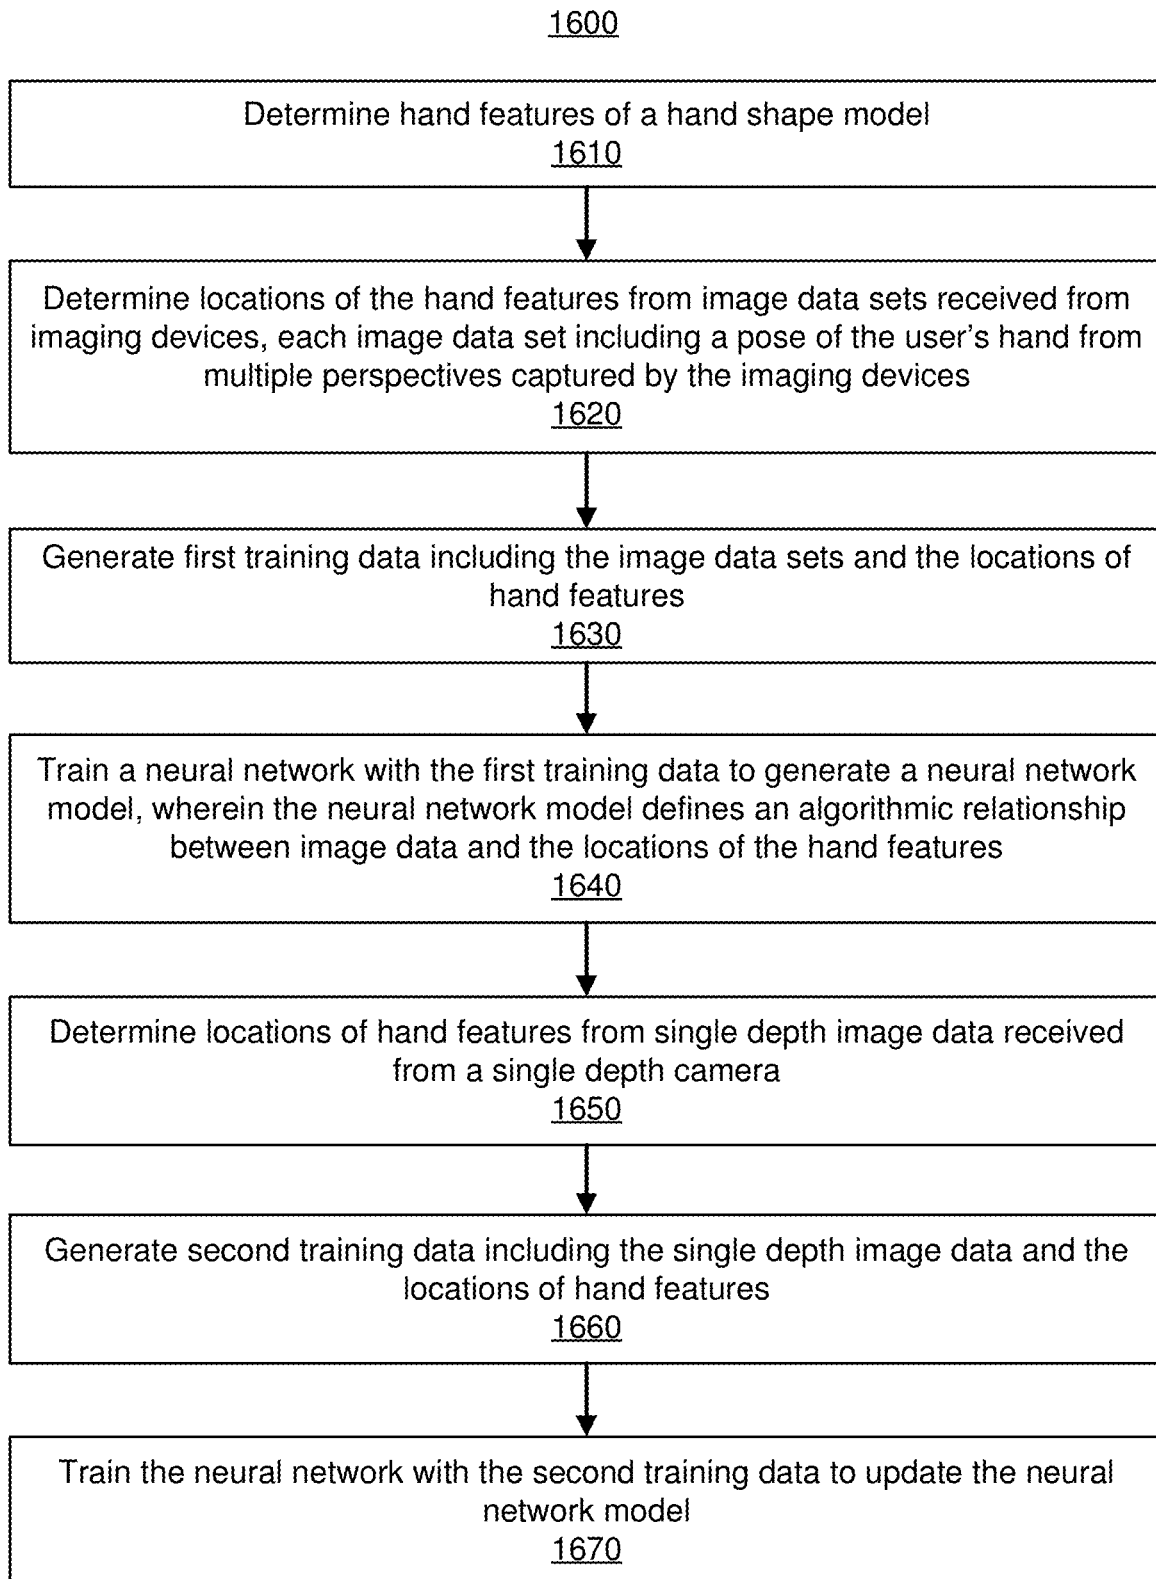 1600
Determine hand features of a hand shape model
1610
Determine locations of the hand features from image data sets received from
imaging devices, each image data set including a pose of the user's hand from
multiple perspectives captured by the imaging devices
1620
Generate first training data including the image data sets and the locations of
hand features
1630
Train a neural network with the first training data to generate a neural network
model, wherein the neural network model defines an algorithmic relationship
between image data and the locations of the hand features
1640
Determine locations of hand features from single depth image data received
from a single depth camera
1650
Generate second training data including the single depth image data and the
locations of hand features
1660
Train the neural network with the second training data to update the neural
network model
1670